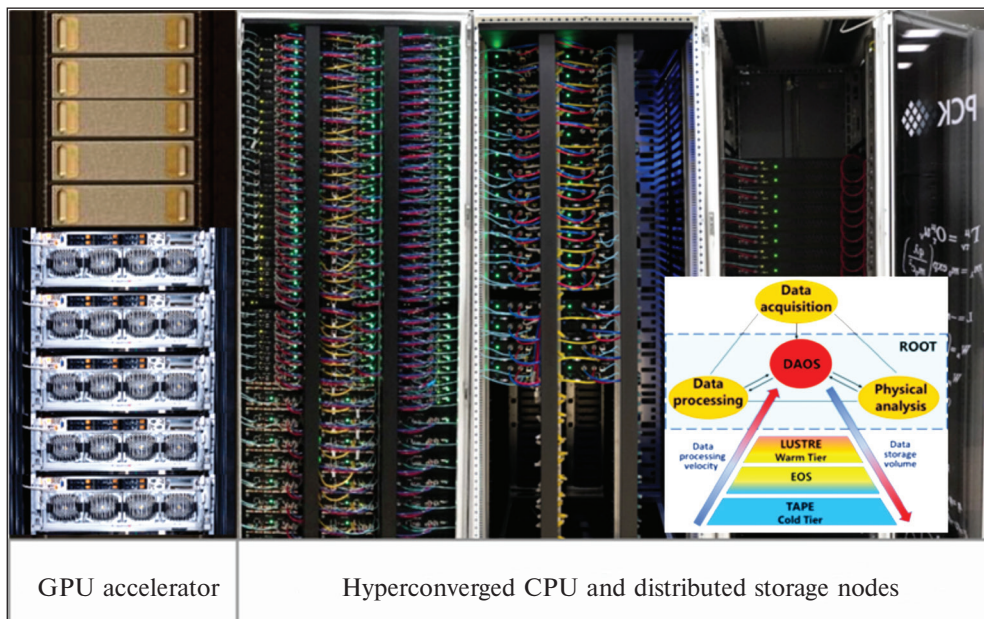 РСК
Data
acquisition
ROOT
DAOS
Data
processing
Physical
analysis
Data
processing
velocity
LUSTRE
Warm Tier
Data
storage
volume
EOS
TAPE
Cold Tier
GPU accelerator
Hyperconverged CPU and distributed storage nodes